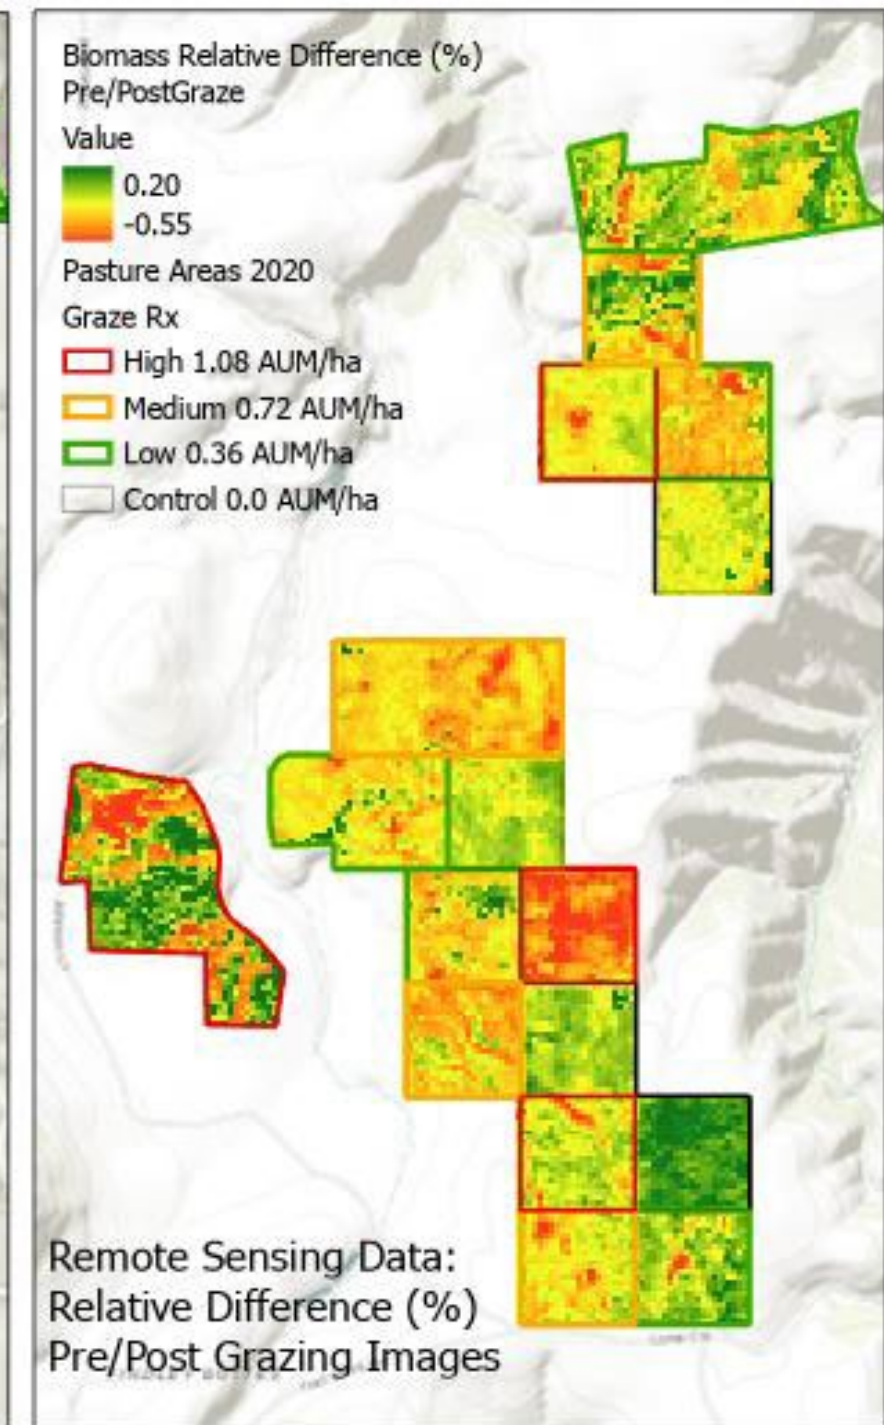 Biomass Relative Difference (%)
Pre/PostGraze
Value
0.20
-0.55
Pasture Areas 2020
Graze Rx
High 1.08 AUM/ha
Medium 0.72 AUM/ha
Low 0.36 AUM/ha
Control 0.0 AUM/ha
Remote Sensing Data:
Relative Difference (%)
Pre/Post Grazing Images